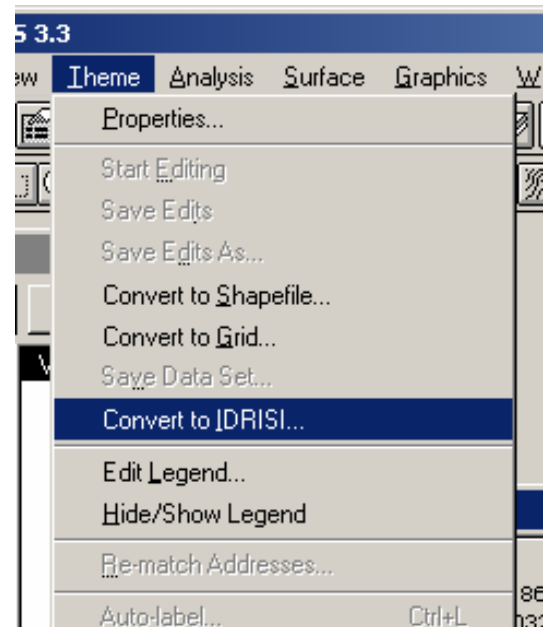 S 3.3
ew Theme Analysis Surface Graphics W
Properties...
Start Editing
Save Edits
Save Edits As...
Convert to Shapefile...
Convert to Grid...
Save Data Set...
Convert to IDRISI...
Edit Legend...
Hide/Show Legend
Re-match Addresses...
Auto-label... Ctrl+L
86
033